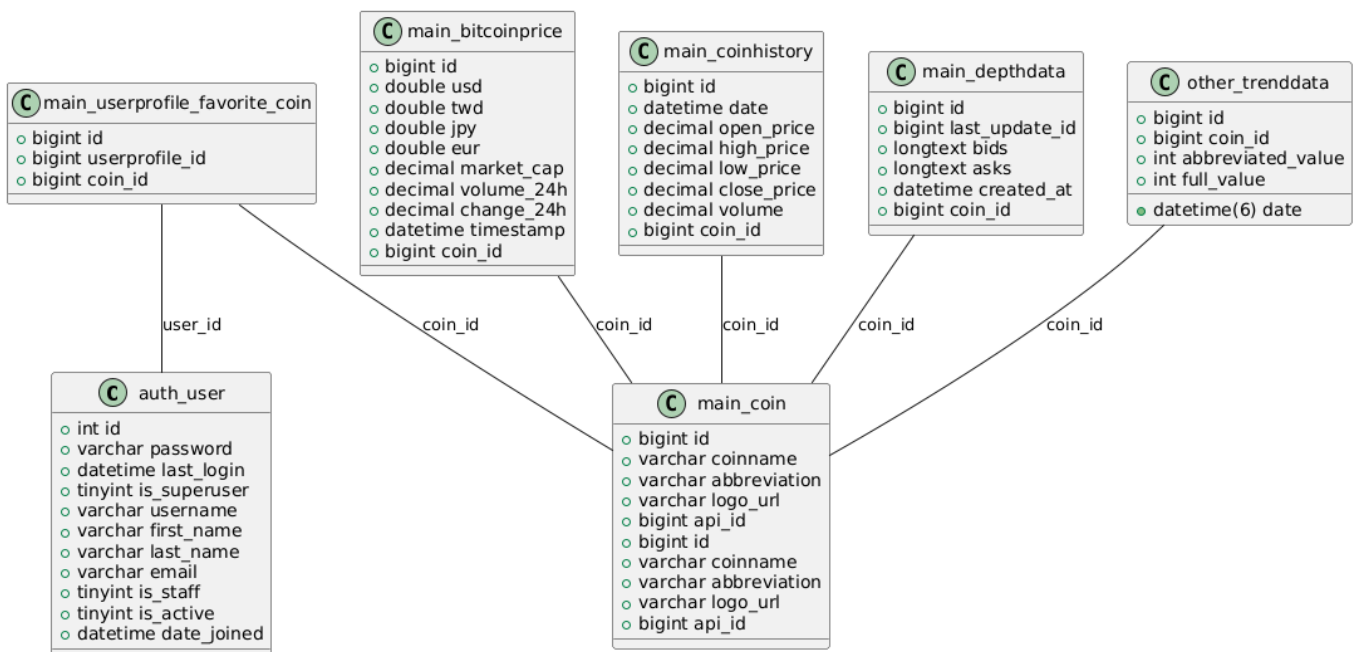 C main_userprofile_favorite_coin
bigint id
bigint userprofile_id
bigint coin_id
C main_bitcoinprice
bigint id
double usd
double twd
double jpy
double eur
decimal market_cap
decimal volume_24h
decimal change_24h
datetime timestamp
bigint coin_id
C main_coinhistory
bigint id
datetime date
decimal open_price
decimal high_price
decimal low_price
decimal close_price
decimal volume
bigint coin_id
C main_depthdata
bigint id
bigint last_update_id
longtext bids
longtext asks
datetime created_at
bigint coin_id
C other_trenddata
bigint id
bigint coin_id
int abbreviated_value
int full_value
datetime(6) date
user_id
coin_id
coin_id
coin_id
coin_id
coin_id
C auth_user
int id
varchar password
datetime last_login
tinyint is_superuser
varchar username
varchar first_name
varchar last_name
varchar email
tinyint is_staff
tinyint is_active
datetime date_joined
C main_coin
bigint id
varchar coinname
varchar abbreviation
varchar logo_url
bigint api_id
bigint id
varchar coinname
varchar abbreviation
varchar logo_url
bigint api_id